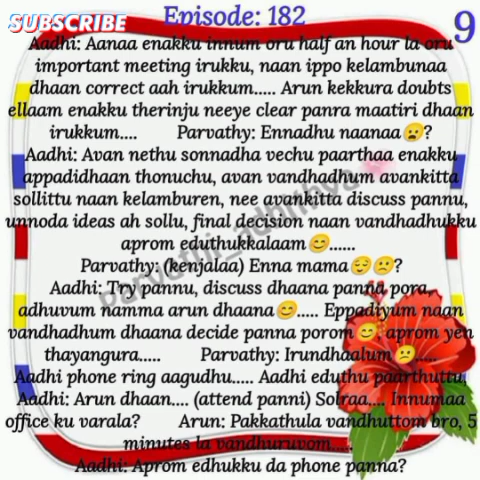 SUBSCRIBE
Episode: 182
9
Aadhi: Aanaa enakku innum oru half an hour la oru
important meeting irukku, naan ippo kelambunaa
dhaan correct aah irukkum..... Arun kekkura doubts
ellaam enakku therinju neeye clear panra maatiri dhaan
irukkum.... Parvathy: Ennadhu naanaa😦?
Aadhi: Avan nethu sonnadha vechu paarthaa enakku
appadidhaan thonuchu, avan vandhadhum avankitta
sollittu naan kelamburen, nee avankitta discuss pannu,
unnoda ideas ah sollu, final decision naan vandhadhukku
aprom eduthukkalaam😊......
Parvathy: (kenjalaa) Enna mama😌🙁?
Aadhi: Try pannu, discuss dhaana panna pora,
adhuvum namma arun dhaana😊..... Eppadiyum naan
vandhadhum dhaana decide panna porom😊 aprom yen
thayangura..... Parvathy: Irundhaalum🙁.....
Aadhi phone ring aagudhu..... Aadhi eduthu paarthuttu,
Aadhi: Arun dhaan.... (attend panni) Solraa.... Innumaa
office ku varala? Arun: Pakkathula vandhuttom bro, 5
minutes la vandhuruvom.....
Aadhi: Aprom edhukku da phone panna?